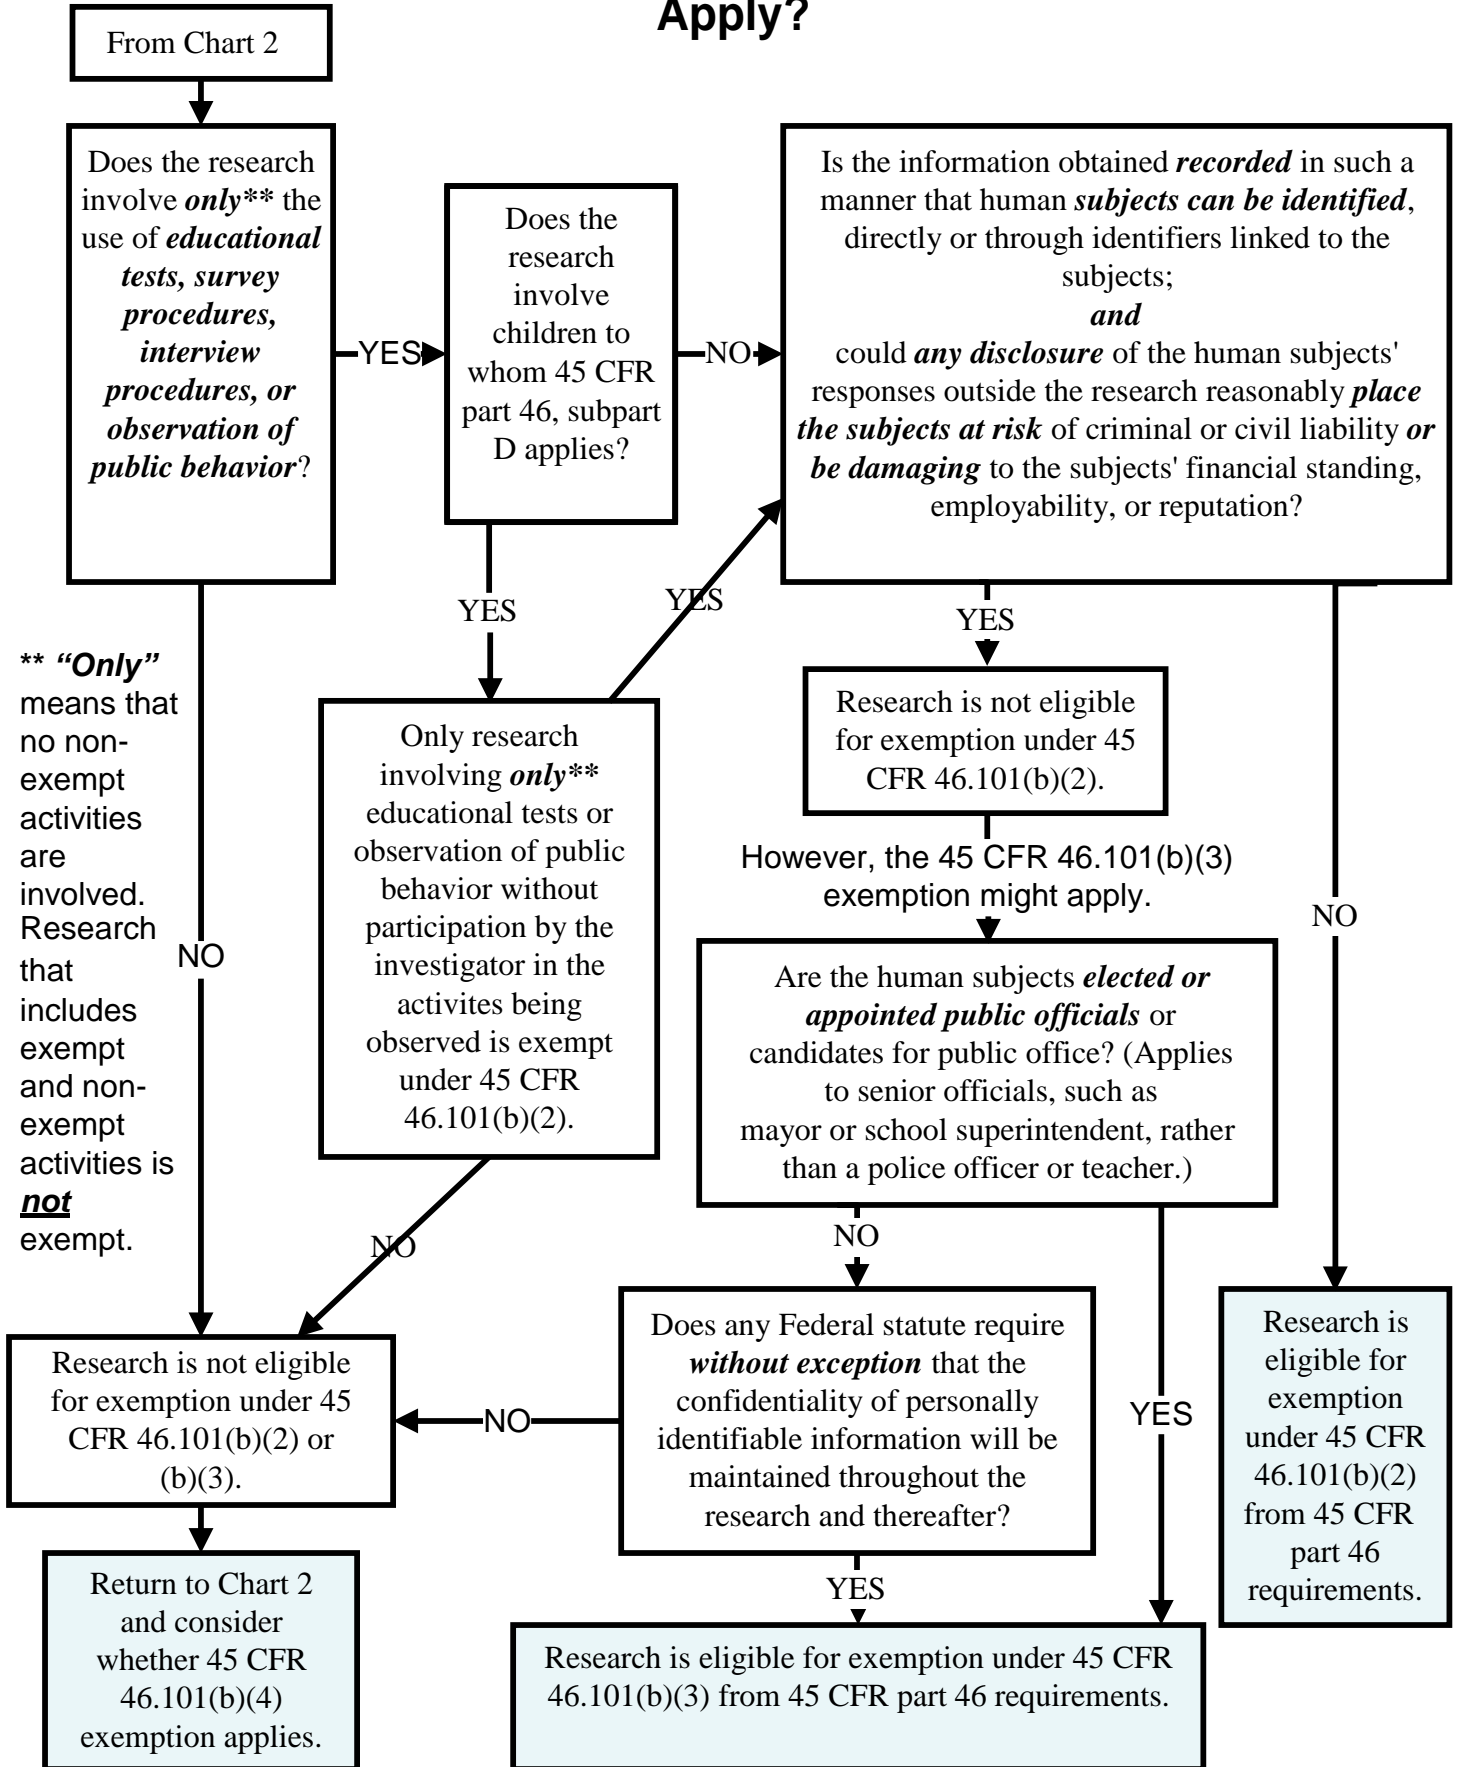 Apply?
From Chart 2
Does the research
involve only** the
use of educational
tests, survey
procedures,
interview
procedures, or
observation of
public behavior?
YES
Does the
research
involve
children to
whom 45 CFR
part 46, subpart
D applies?
NO
Is the information obtained recorded in such a
manner that human subjects can be identified,
directly or through identifiers linked to the
subjects;
and
could any disclosure of the human subjects'
responses outside the research reasonably place
the subjects at risk of criminal or civil liability or
be damaging to the subjects' financial standing,
employability, or reputation?
YES
YES
YES
** “Only”
means that
no non-
exempt
activities
are
involved.
Research
that
includes
exempt
and non-
exempt
activities is
not
exempt.
NO
Only research
involving only**
educational tests or
observation of public
behavior without
participation by the
investigator in the
activites being
observed is exempt
under 45 CFR
46.101(b)(2).
NO
Research is not eligible
for exemption under 45
CFR 46.101(b)(2).
However, the 45 CFR 46.101(b)(3)
exemption might apply.
NO
Are the human subjects elected or
appointed public officials or
candidates for public office? (Applies
to senior officials, such as
mayor or school superintendent, rather
than a police officer or teacher.)
NO
YES
Does any Federal statute require
without exception that the
confidentiality of personally
identifiable information will be
maintained throughout the
research and thereafter?
NO
YES
Research is
eligible for
exemption
under 45 CFR
46.101(b)(2)
from 45 CFR
part 46
requirements.
Research is not eligible
for exemption under 45
CFR 46.101(b)(2) or
(b)(3).
Return to Chart 2
and consider
whether 45 CFR
46.101(b)(4)
exemption applies.
Research is eligible for exemption under 45 CFR
46.101(b)(3) from 45 CFR part 46 requirements.